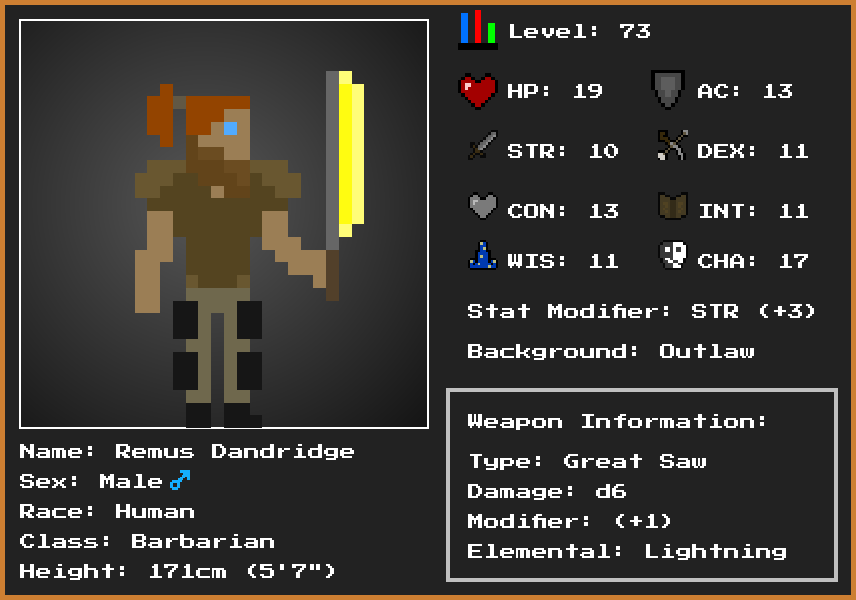 Level: 73
HP: 19 AC: 13
STR: 10 DEX: 11
CON: 13 INT: 11
WIS: 11 CHA: 17
Stat Modifier: STR (+3)
Background: Outlaw
Weapon Information:
Type: Great Saw
Damage: d6
Modifier: (+1)
Elemental: Lightning
Name: Remus Dandridge
Sex: Male♂
Race: Human
Class: Barbarian
Height: 171cm (5'7")